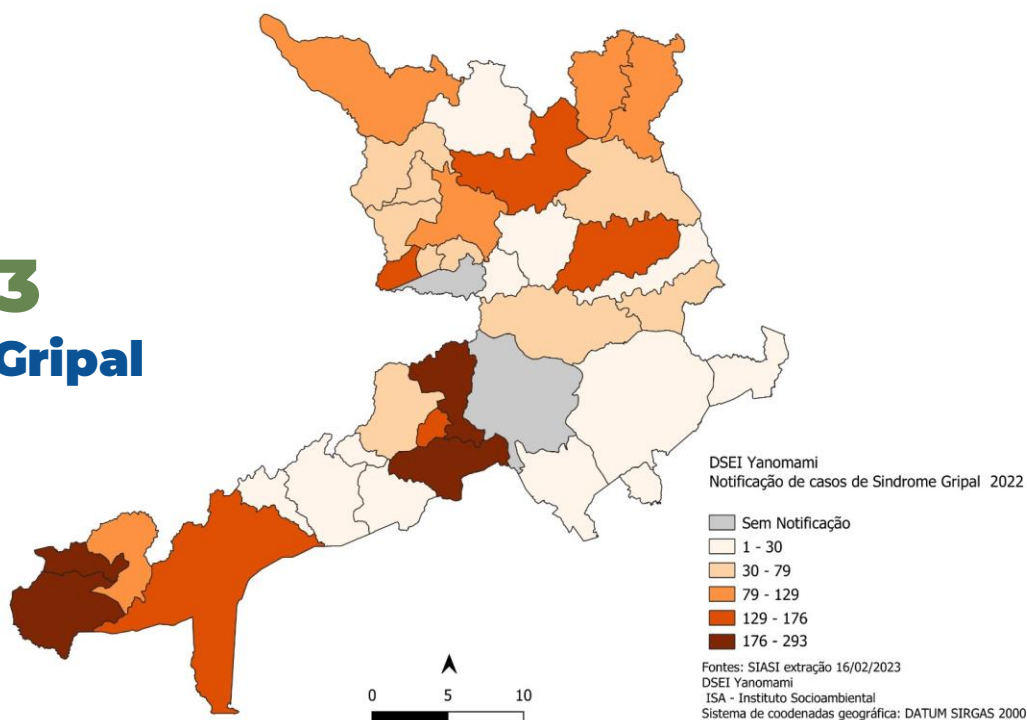 3
Gripal
DSEI Yanomami
Notificação de casos de Sindrome Gripal 2022
Sem Notificação
1 - 30
30 - 79
79 - 129
129 - 176
176 - 293
0 5 10
Fontes: SIASI extração 16/02/2023
DSEI Yanomami
ISA - Instituto Socioambiental
Sistema de coodenadas geográfica: DATUM SIRGAS 2000